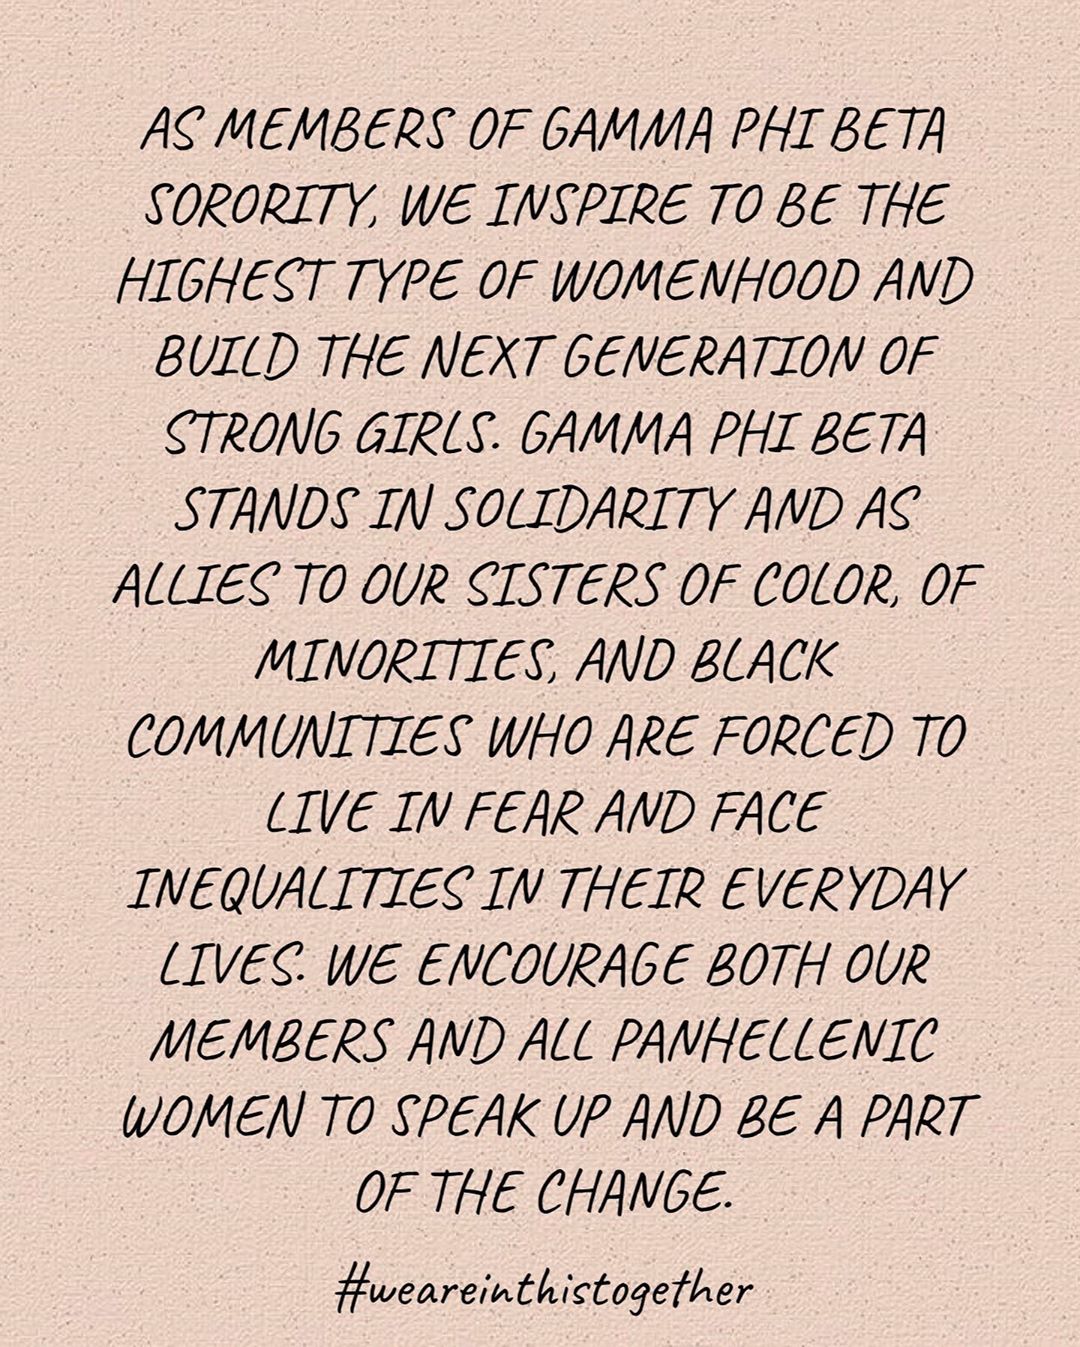 AS MEMBERS OF GAMMA PHI BETA
SORORITY, WE INSPIRE TO BE THE
HIGHEST TYPE OF WOMENHOOD AND
BUILD THE NEXT GENERATION OF
STRONG GIRLS. GAMMA PHI BETA
STANDS IN SOLIDARITY AND AS
ALLIES TO OUR SISTERS OF COLOR, OF
MINORITIES, AND BLACK
COMMUNITIES WHO ARE FORCED TO
LIVE IN FEAR AND FACE
INEQUALITIES IN THEIR EVERYDAY
LIVES. WE ENCOURAGE BOTH OUR
MEMBERS AND ALL PANHELLENIC
WOMEN TO SPEAK UP AND BE A PART
OF THE CHANGE.
#weareinthistogether